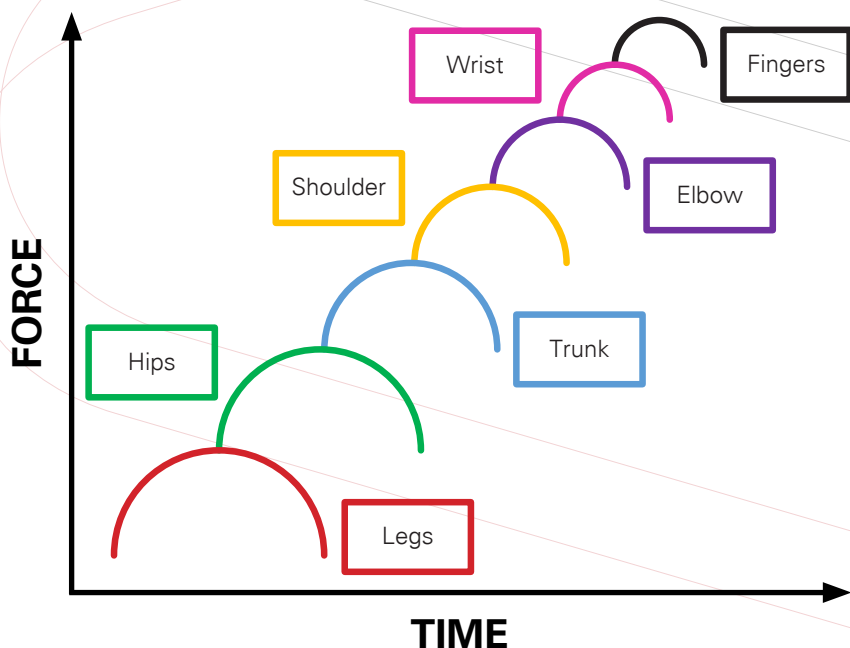 Wrist
Fingers
Shoulder
Elbow
FORCE
Hips
Trunk
Legs
TIME